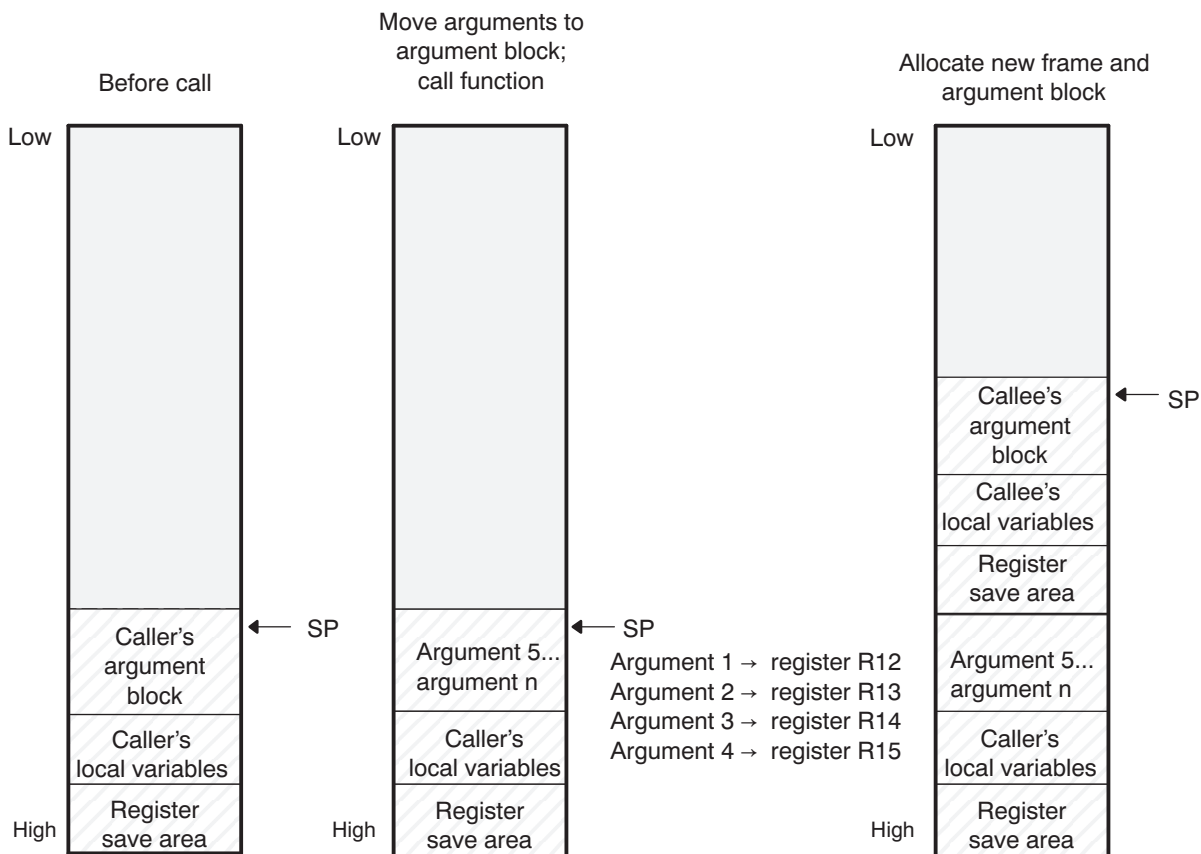 Before call
Low
SP
Caller's
argument
block
Caller's
local variables
Register
save area
High
Move arguments to
argument block;
call function
Low
SP
Argument 5...
argument n
Caller's
local variables
Register
save area
High
Argument 1 → register R12
Argument 2 → register R13
Argument 3 → register R14
Argument 4 → register R15
Allocate new frame and
argument block
Low
SP
Callee's
argument
block
Callee's
local variables
Register
save area
Argument 5...
argument n
Caller's
local variables
Register
save area
High